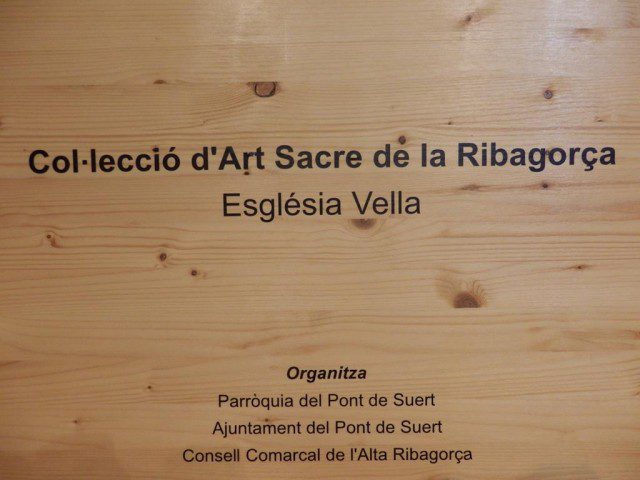 Col·lecció d'Art Sacre de la Ribagorça
Església Vella
Organitza
Parròquia del Pont de Suert
Ajuntament del Pont de Suert
Consell Comarcal de l'Alta Ribagorça